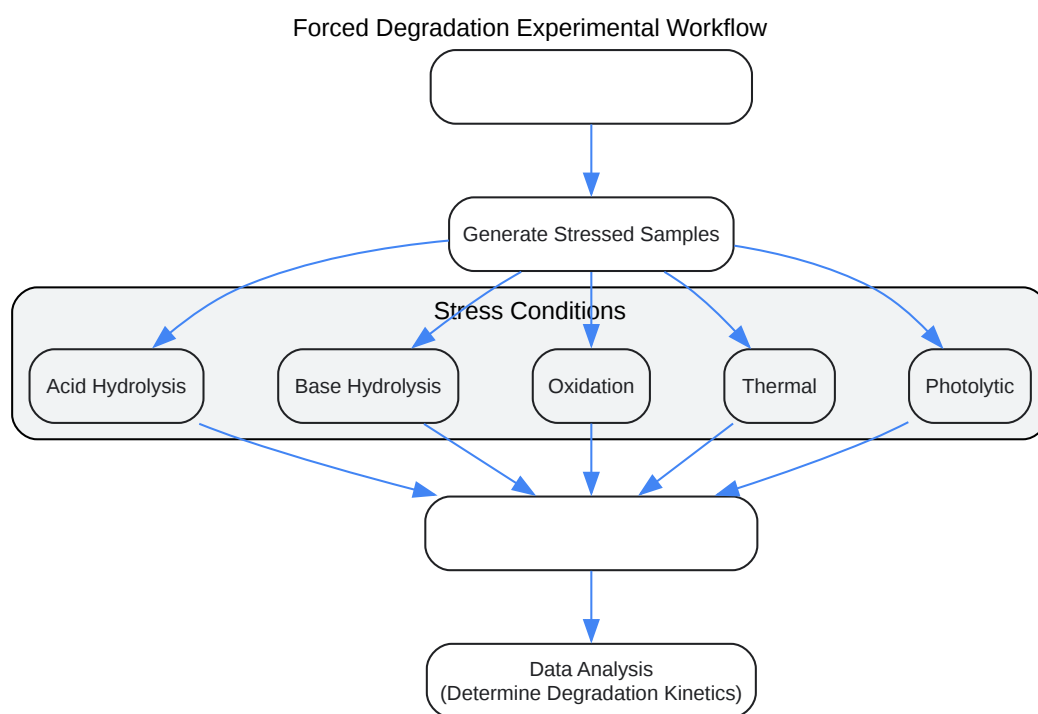 Forced Degradation Experimental Workflow
Generate Stressed Samples
Stress Conditions
Acid Hydrolysis
Base Hydrolysis
Oxidation
Thermal
Photolytic
Data Analysis
(Determine Degradation Kinetics)